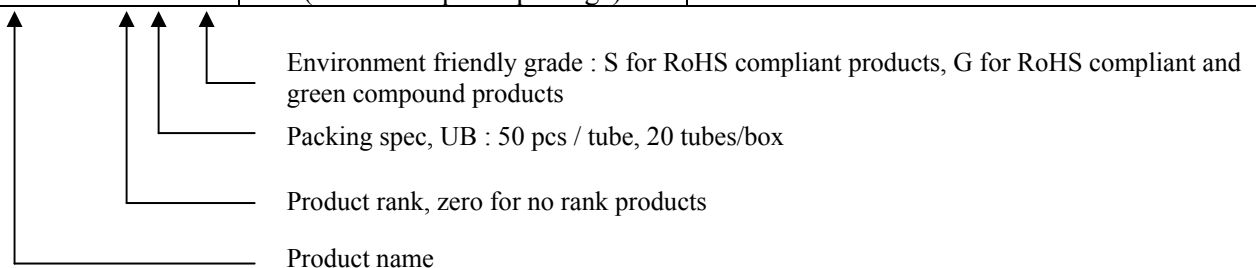 Environment friendly grade : S for RoHS compliant products, G for RoHS compliant and
green compound products
Packing spec, UB : 50 pcs / tube, 20 tubes/box
Product rank, zero for no rank products
Product name